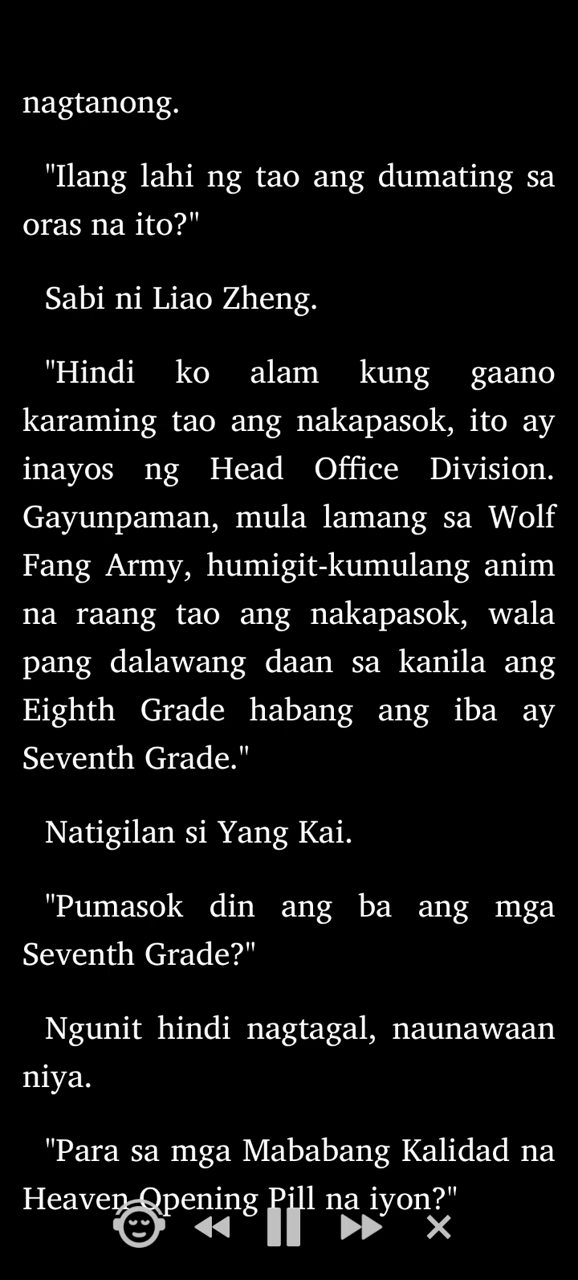 nagtanong.
"Ilang lahi ng tao ang dumating sa
oras na ito?"
Sabi ni Liao Zheng.
"Hindi ko alam kung gaano
karaming tao ang nakapasok, ito ay
inayos ng Head Office Division.
Gayunpaman, mula lamang sa Wolf
Fang Army, humigit-kumulang anim
na raang tao ang nakapasok, wala
pang dalawang daan sa kanila ang
Eighth Grade habang ang iba ay
Seventh Grade."
Natigilan si Yang Kai.
"Pumasok din ang ba ang mga
Seventh Grade?"
Ngunit hindi nagtagal, naunawaan
niya.
"Para sa mga Mababang Kalidad na
Heaven Opening Pill na iyon?"